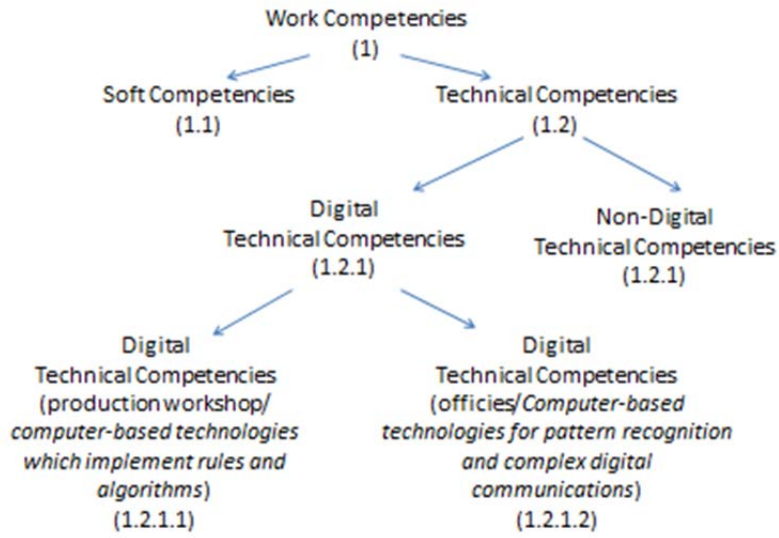 Work Competencies
(1)
Soft Competencies
(1.1)
Technical Competencies
(1.2)
Digital
Technical Competencies
(1.2.1)
Non-Digital
Technical Competencies
(1.2.1)
Digital
Technical Competencies
(production workshop/
computer-based technologies
which implement rules and
algorithms)
(1.2.1.1)
Digital
Technical Competencies
(officies/Computer-based
technologies for pattern recognition
and complex digital
communications)
(1.2.1.2)